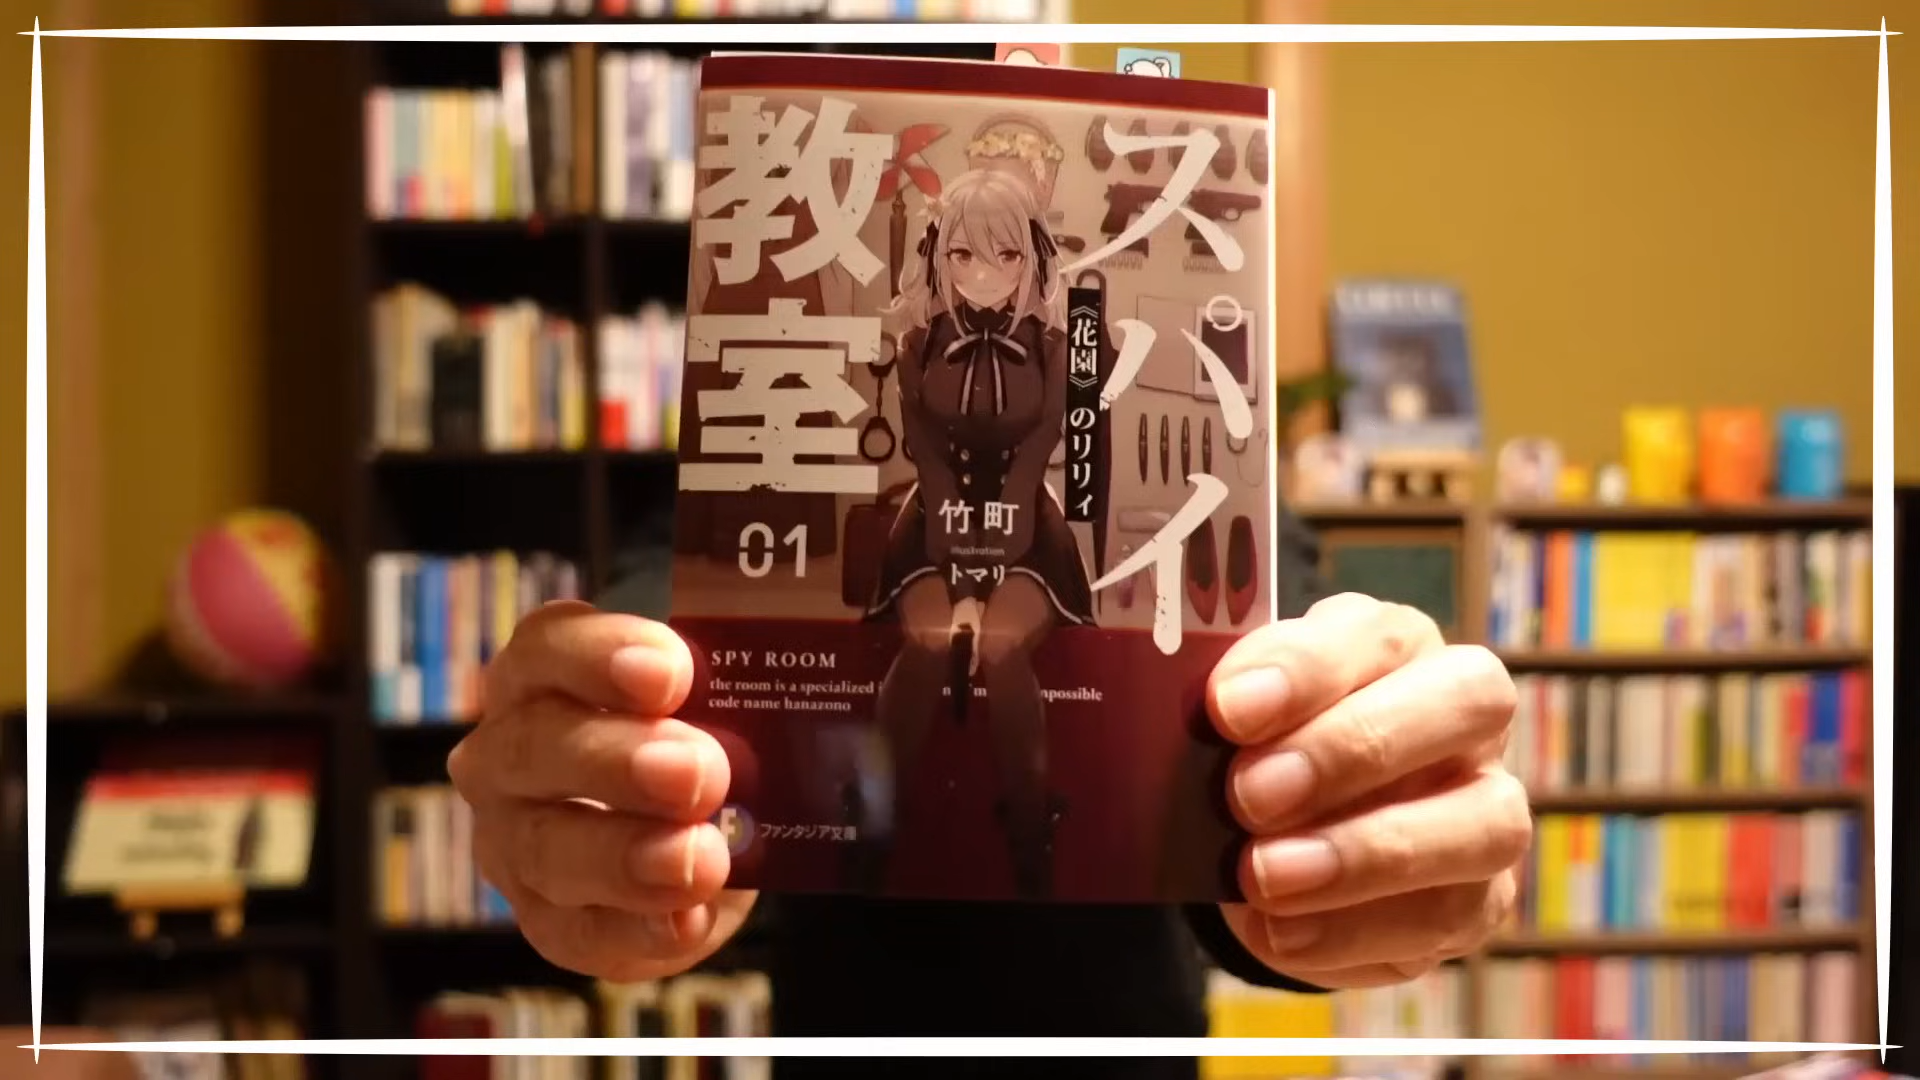 スパイ
教室
《花園》のリリィ
01
竹町
illustration
トマリ
SPY ROOM
the room is a specialized
mpossible
code name hanazono
ファンタジア文庫